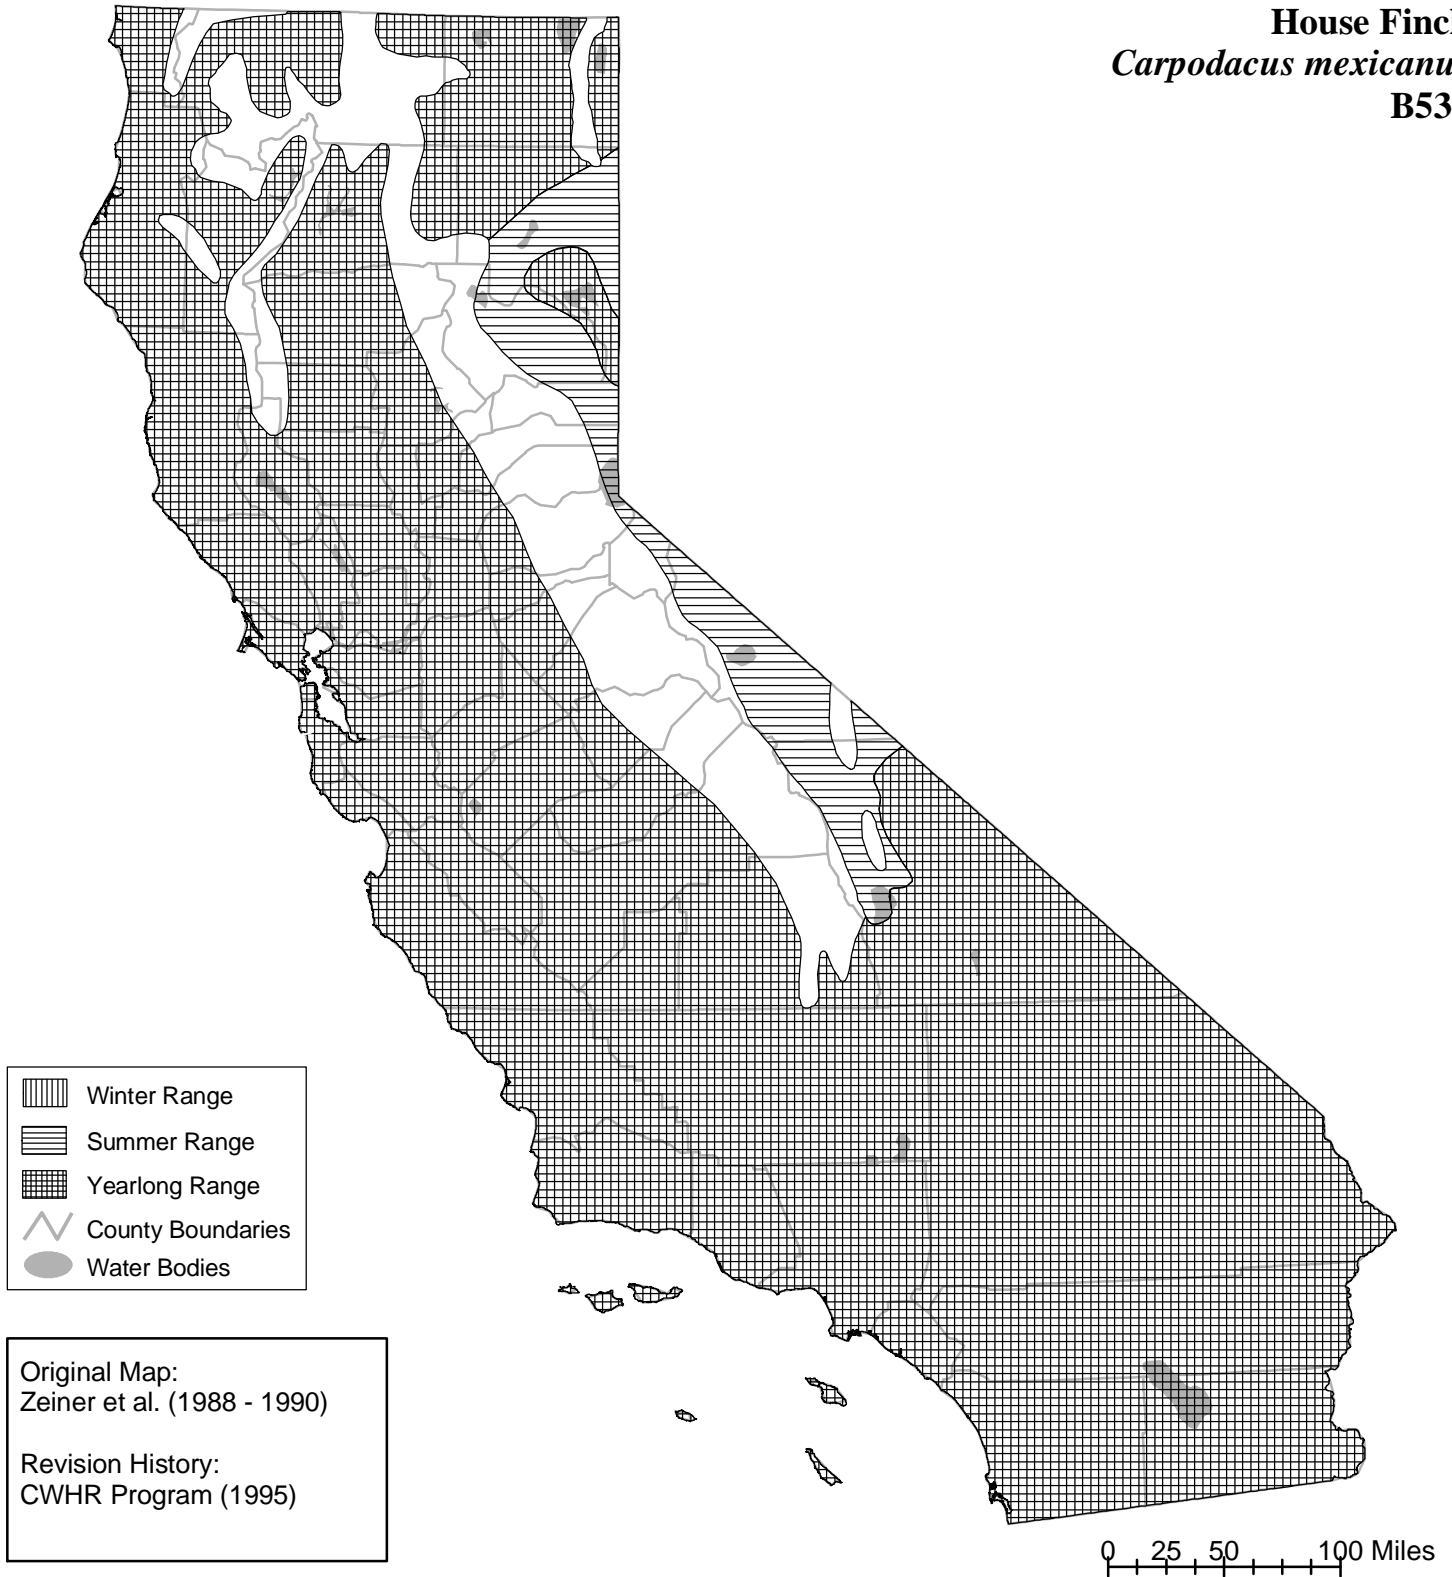 House Finc
Carpodacus mexicanu
B53
Winter Range
Summer Range
Yearlong Range
County Boundaries
Water Bodies
Original Map:
Zeiner et al. (1988 - 1990)
Revision History:
CWHR Program (1995)
0 25 50 100 Miles